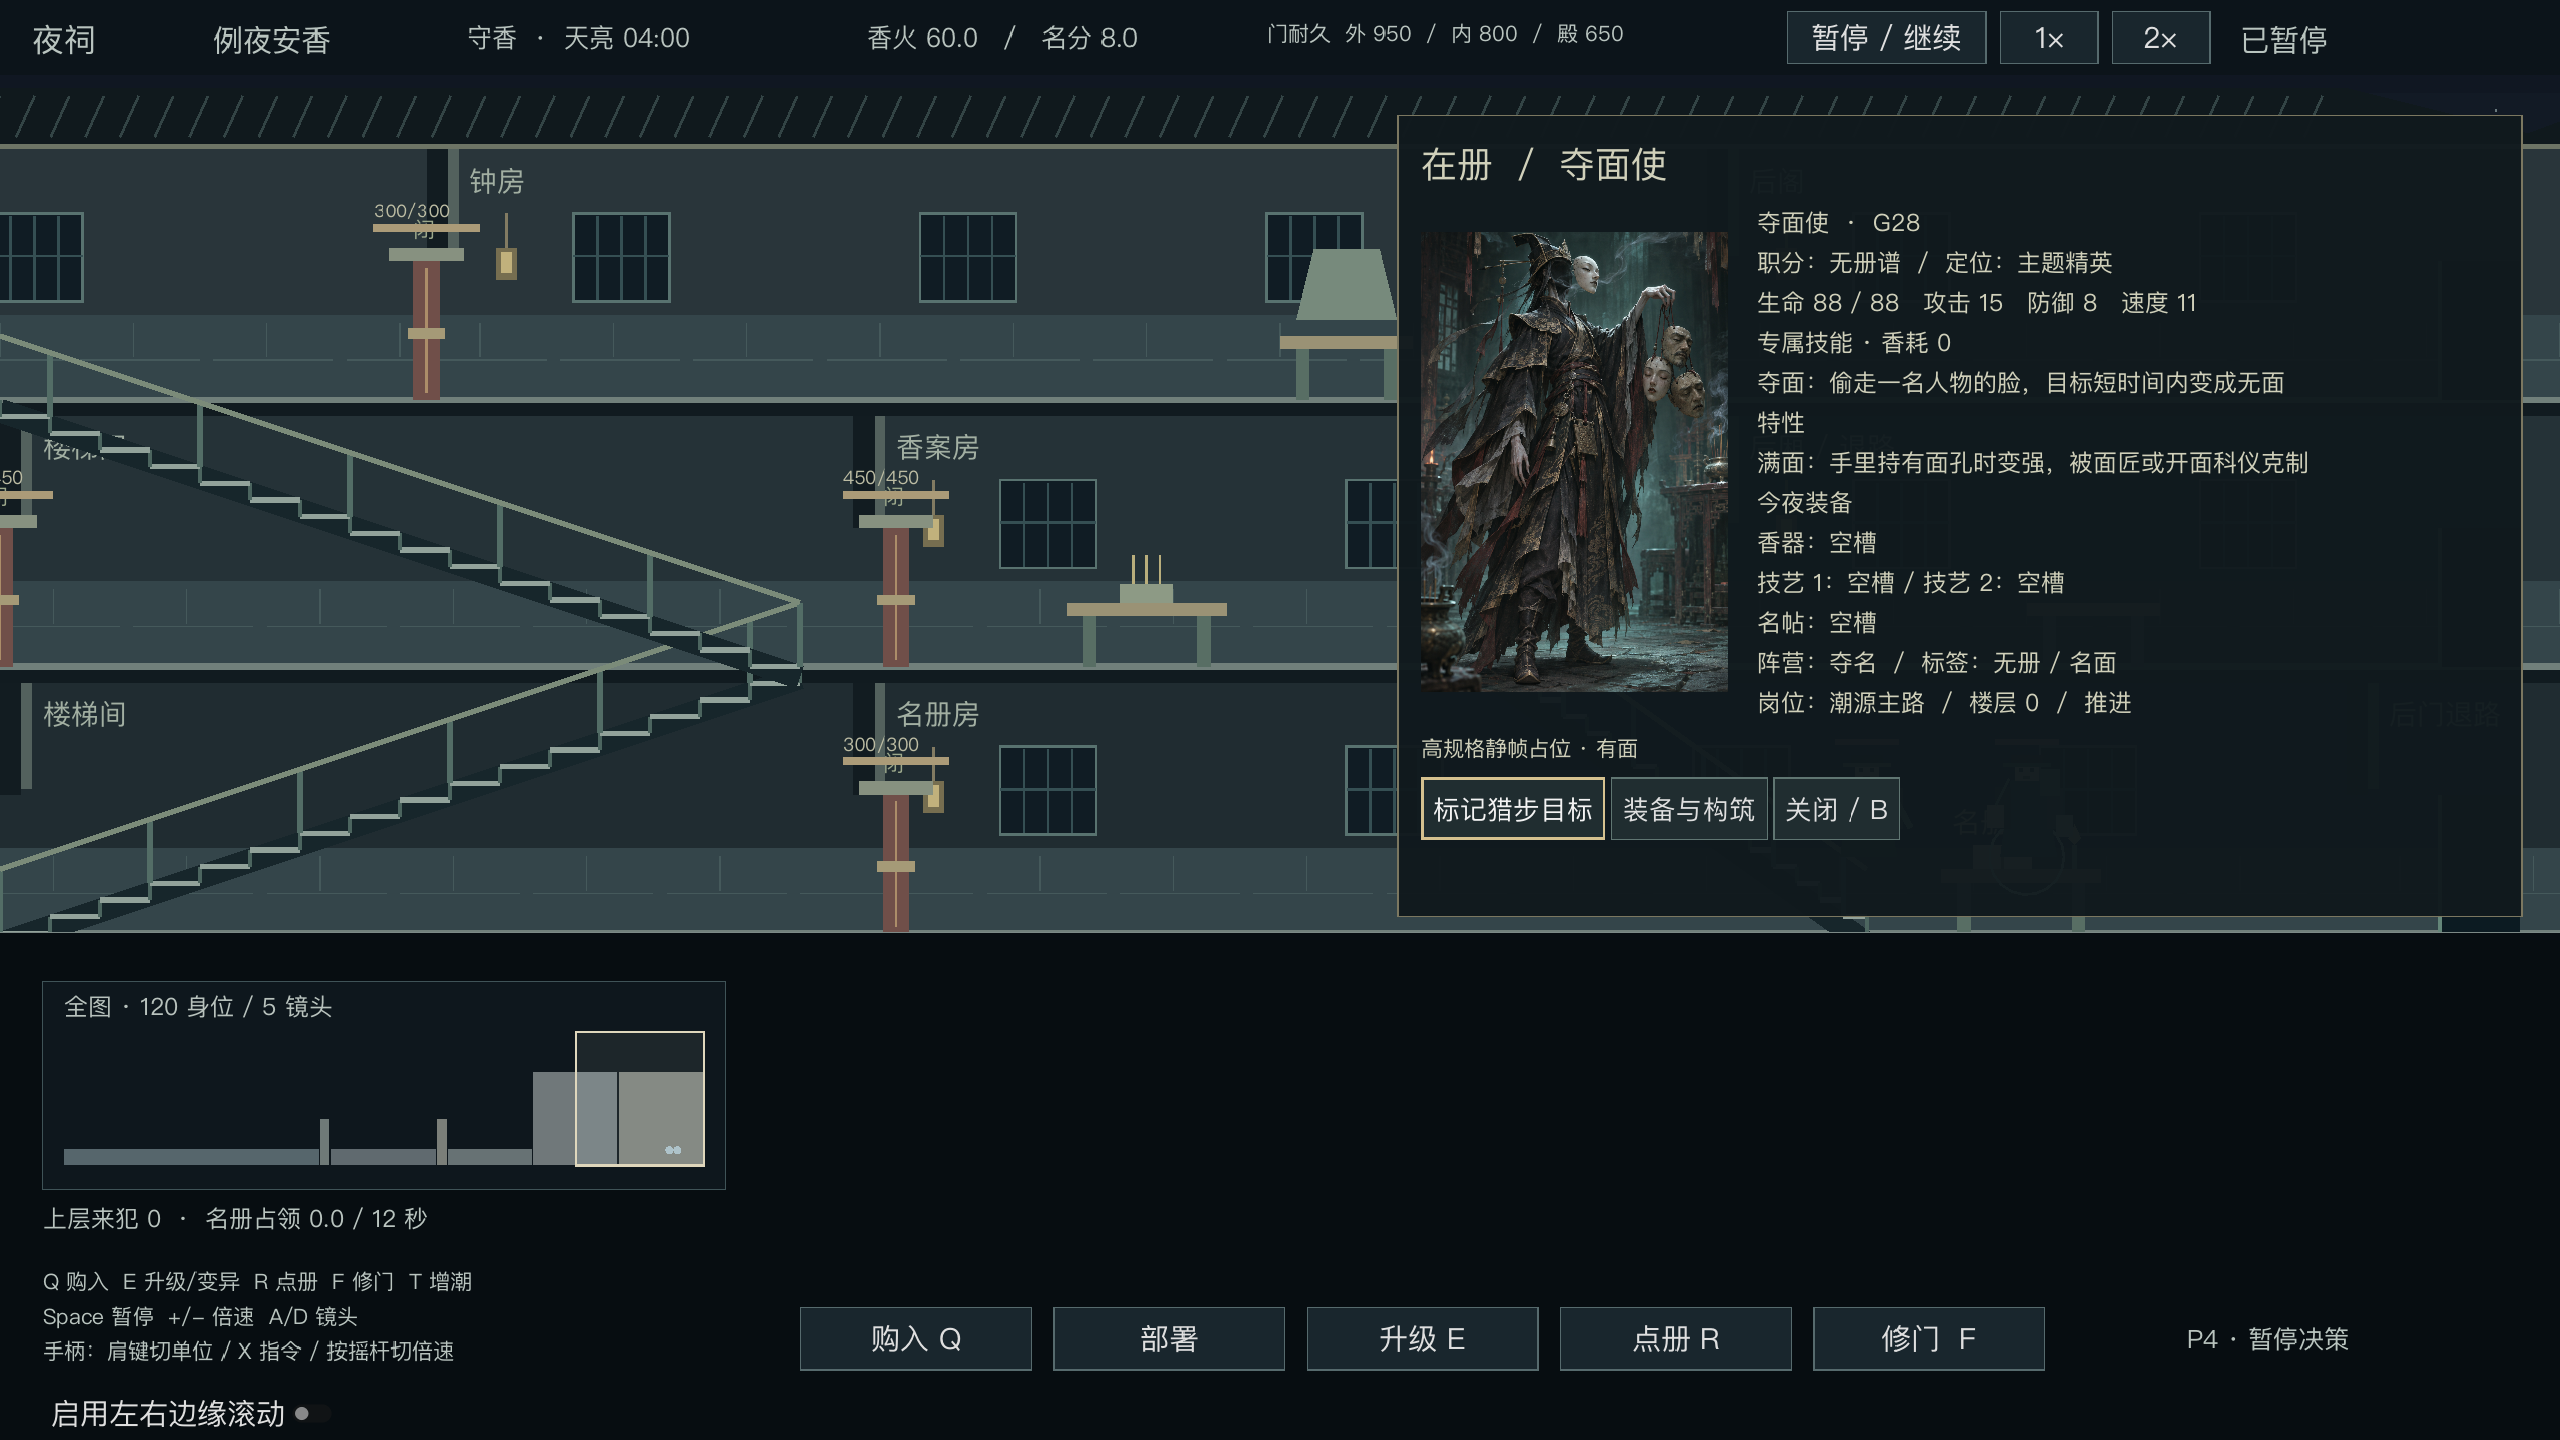 夜祠 例夜安香 守香 · 天亮 04:00 香火 60.0 / 名分 8.0 门耐久 外 950 / 内 800 / 殿 650 暂停 / 继续 1× 2× 已暂停
钟房
300/300
闭
香案房
450/450
闭
楼梯间
名册房
300/300
闭
在册 / 夺面使
夺面使 · G28
职分：无册谱 / 定位：主题精英
生命 88 / 88 攻击 15 防御 8 速度 11
专属技能 · 香耗 0
夺面：偷走一名人物的脸，目标短时间内变成无面
特性
满面：手里持有面孔时变强，被面匠或开面科仪克制
今夜装备
香器：空槽
技艺 1：空槽 / 技艺 2：空槽
名帖：空槽
阵营：夺名 / 标签：无册 / 名面
岗位：潮源主路 / 楼层 0 / 推进
高规格静帧占位 · 有面
标记猎步目标 装备与构筑 关闭 / B
后门退路
全图 · 120 身位 / 5 镜头
上层来犯 0 · 名册占领 0.0 / 12 秒
Q 购入 E 升级/变异 R 点册 F 修门 T 增潮
Space 暂停 +/− 倍速 A/D 镜头
手柄：肩键切单位 / X 指令 / 按摇杆切倍速
启用左右边缘滚动
购入 Q 部署 升级 E 点册 R 修门 F P4 · 暂停决策